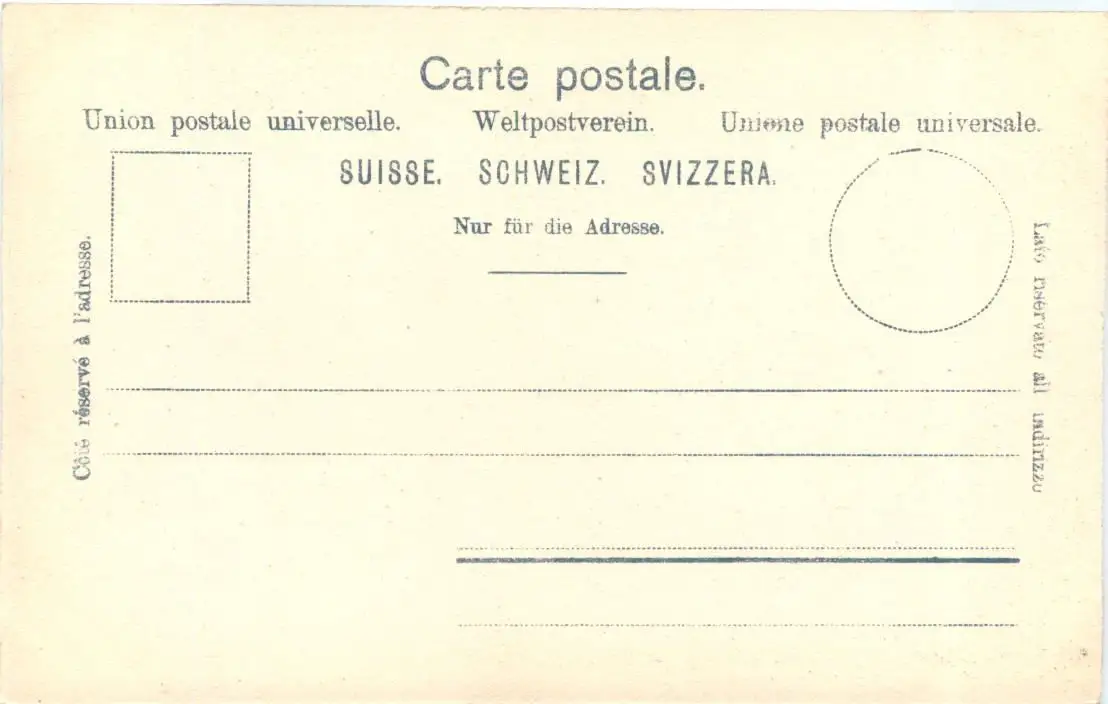 Carte postale.
Union postale universelle. Weltpostverein. Unione postale universale.
SUISSE. SCHWEIZ. SVIZZERA.
Nur für die Adresse.
Côté réservé à l'adresse.
Lato riservato all indirizzo